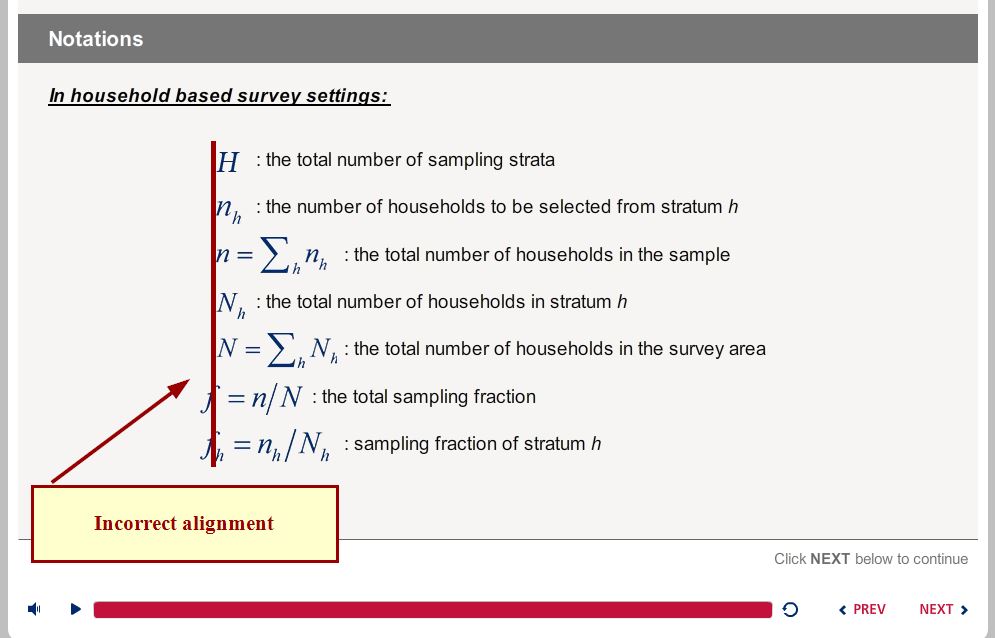 Notations
In household based survey settings:
H : the total number of sampling strata
n_h : the number of households to be selected from stratum h
n = ∑_h n_h : the total number of households in the sample
N_h : the total number of households in stratum h
N = ∑_h N_h : the total number of households in the survey area
f = n/N : the total sampling fraction
f_h = n_h/N_h : sampling fraction of stratum h
Incorrect alignment
Click NEXT below to continue
PREV NEXT